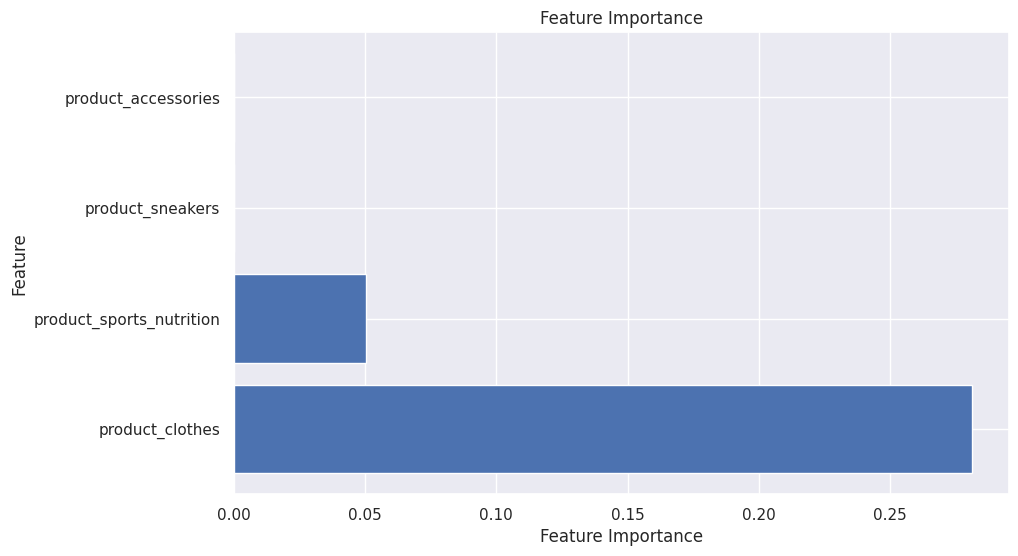 Feature Importance
product_accessories
product_sneakers
product_sports_nutrition
product_clothes
Feature
0.00 0.05 0.10 0.15 0.20 0.25
Feature Importance